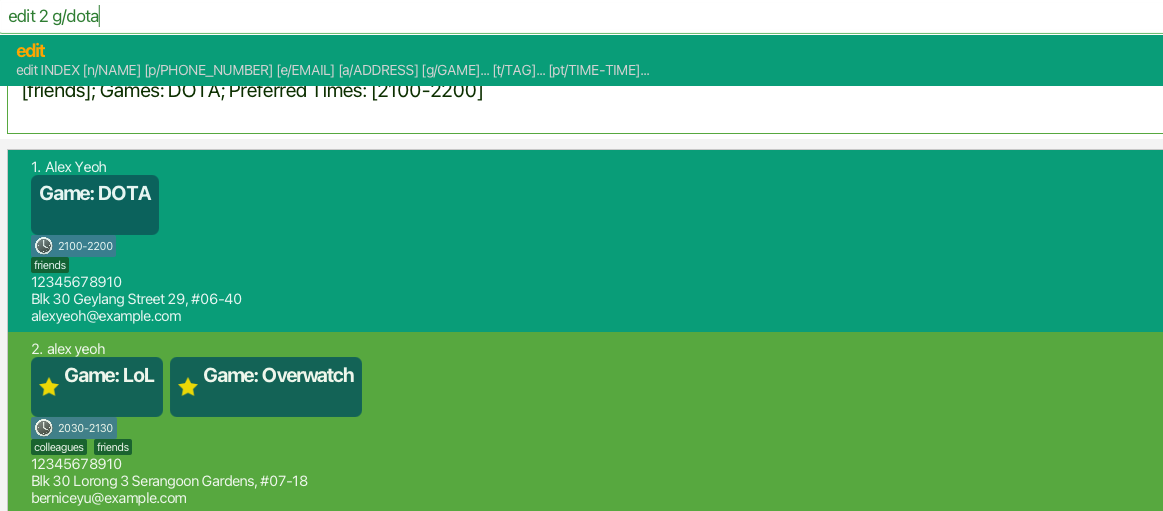 edit 2 g/dota
edit
edit INDEX [n/NAME] [p/PHONE_NUMBER] [e/EMAIL] [a/ADDRESS] [g/GAME]... [t/TAG]... [pt/TIME-TIME]...
[friends]; Games: DOTA; Preferred Times: [2100-2200]
1. Alex Yeoh
Game: DOTA
2100-2200
friends
12345678910
Blk 30 Geylang Street 29, #06-40
alexyeoh@example.com
2. alex yeoh
Game: LoL Game: Overwatch
2030-2130
colleagues friends
12345678910
Blk 30 Lorong 3 Serangoon Gardens, #07-18
berniceyu@example.com